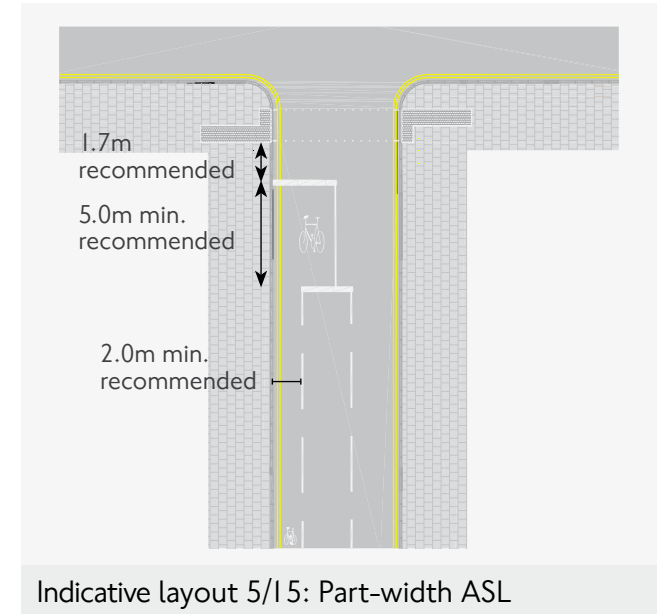 1.7m
recommended
5.0m min.
recommended
2.0m min.
recommended
Indicative layout 5/15: Part-width ASL